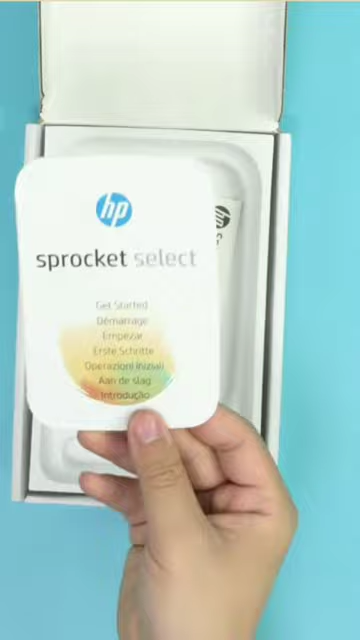 hp
sprocket select
Get Started
Démarrage
Empezar
Erste Schritte
Operazioni iniziali
Aan de slag
Introdução